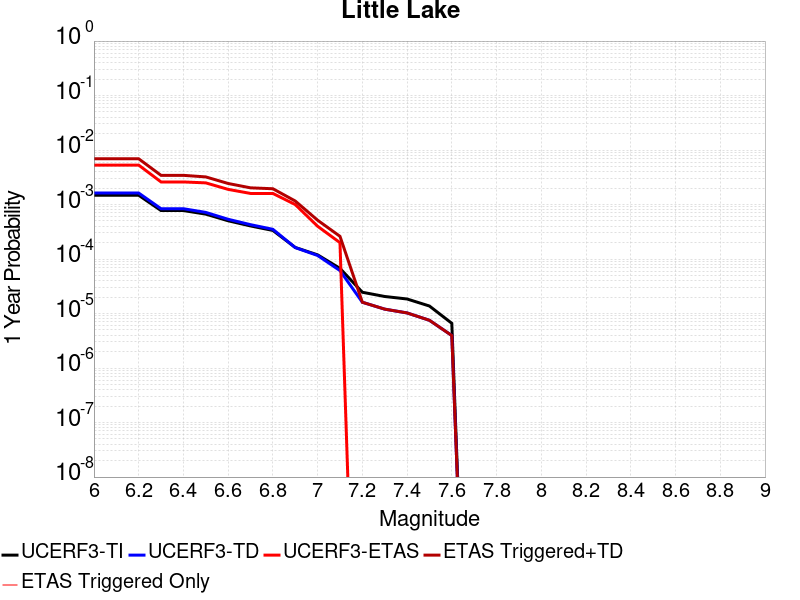 Little Lake
10^0
10^-1
10^-2
10^-3
10^-4
10^-5
10^-6
10^-7
10^-8
1 Year Probability
6 6.2 6.4 6.6 6.8 7 7.2 7.4 7.6 7.8 8 8.2 8.4 8.6 8.8 9
Magnitude
UCERF3-TI UCERF3-TD UCERF3-ETAS ETAS Triggered+TD
ETAS Triggered Only